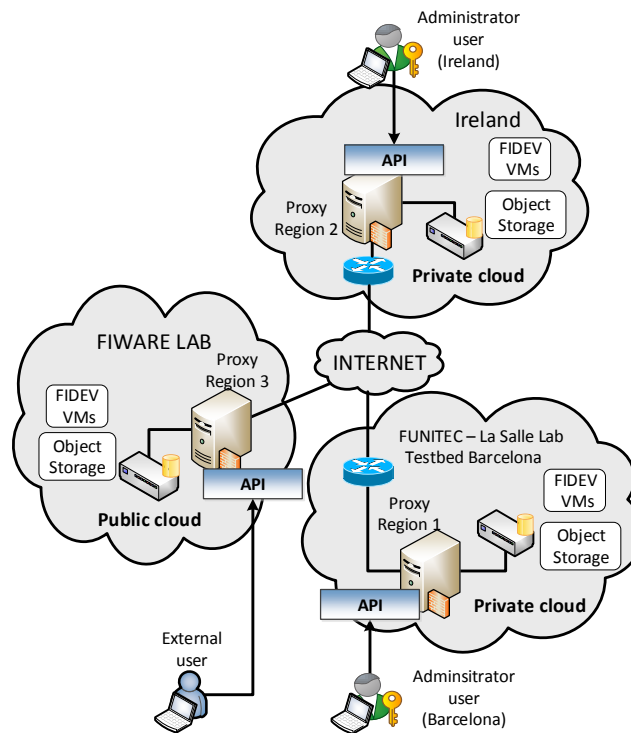 Administrator
user
(Ireland)
Ireland
API
FIDEV
VMs
Proxy
Region 2
Object
Storage
Private cloud
FIWARE LAB
INTERNET
Proxy
Region 3
FIDEV
VMs
Object
Storage
API
Public cloud
FUNITEC – La Salle Lab
Testbed Barcelona
FIDEV
VMs
Proxy
Region 1
Object
Storage
API
Private cloud
External
user
Adminsitrator
user
(Barcelona)